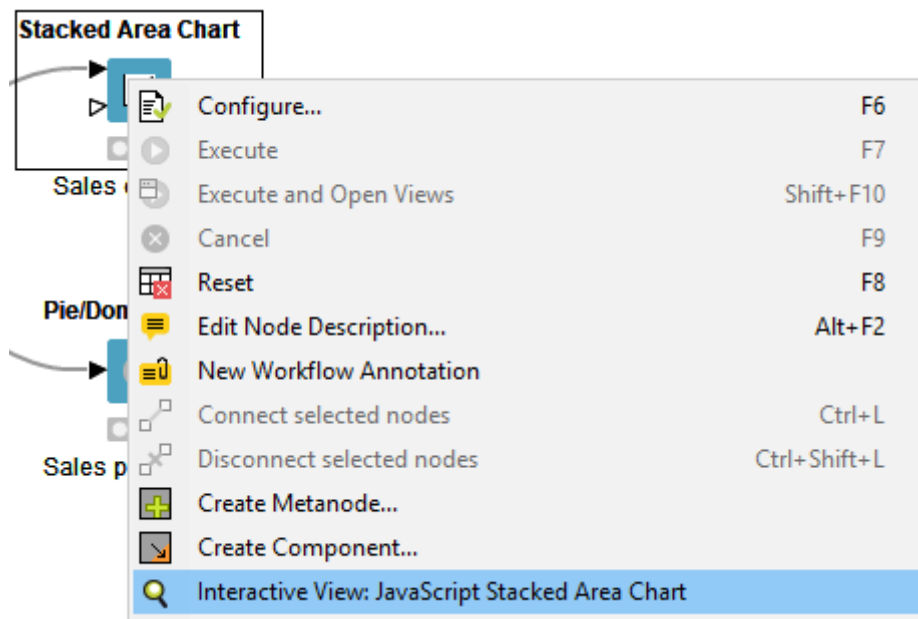 Stacked Area Chart
Configure... F6
Execute F7
Sales
Execute and Open Views Shift+F10
Cancel F9
Reset F8
Pie/Don
Edit Node Description... Alt+F2
New Workflow Annotation
Connect selected nodes Ctrl+L
Sales p
Disconnect selected nodes Ctrl+Shift+L
Create Metanode...
Create Component...
Interactive View: JavaScript Stacked Area Chart